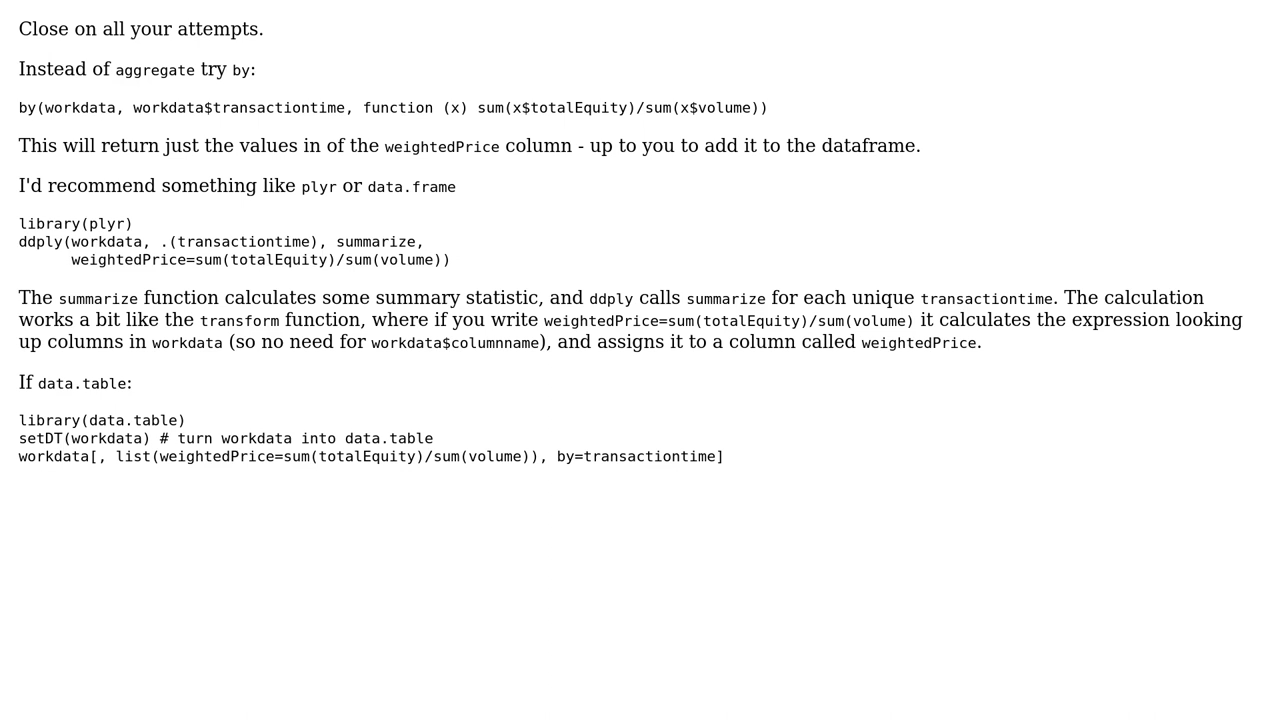 Close on all your attempts.
Instead of aggregate try by:
by(workdata, workdata$transactiontime, function (x) sum(x$totalEquity)/sum(x$volume))
This will return just the values in of the weightedPrice column - up to you to add it to the dataframe.
I'd recommend something like plyr or data.frame
library(plyr)
ddply(workdata, .(transactiontime), summarize,
      weightedPrice=sum(totalEquity)/sum(volume))
The summarize function calculates some summary statistic, and ddply calls summarize for each unique transactiontime. The calculation
works a bit like the transform function, where if you write weightedPrice=sum(totalEquity)/sum(volume) it calculates the expression looking
up columns in workdata (so no need for workdata$columnname), and assigns it to a column called weightedPrice.
If data.table:
library(data.table)
setDT(workdata) # turn workdata into data.table
workdata[, list(weightedPrice=sum(totalEquity)/sum(volume)), by=transactiontime]